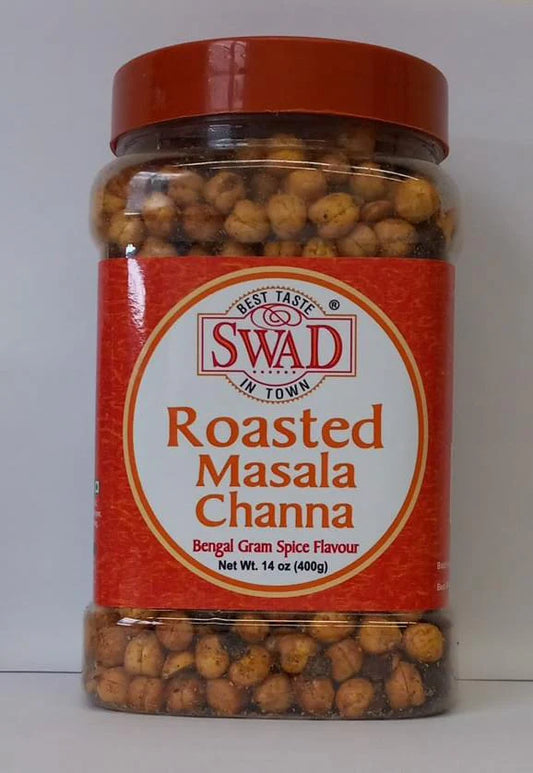 BEST TASTE
®
SWAD
IN TOWN
Roasted
Masala
Channa
Bengal Gram Spice Flavour
Net Wt. 14 oz (400g)